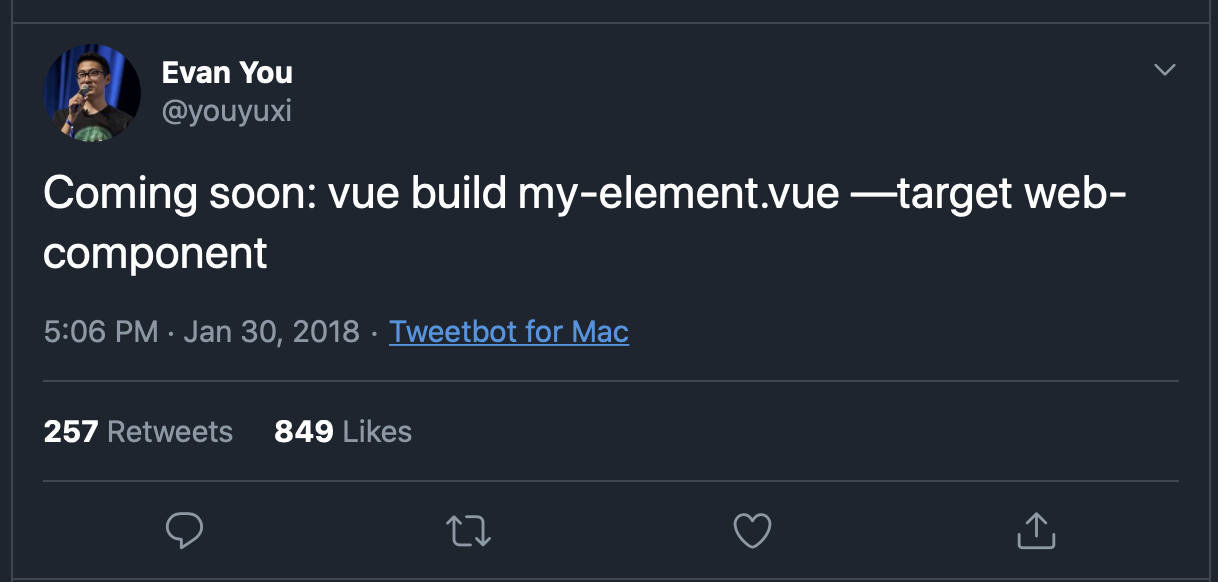 Evan You
@youyuxi
Coming soon: vue build my-element.vue —target web-
component
5:06 PM · Jan 30, 2018 · Tweetbot for Mac
257 Retweets 849 Likes